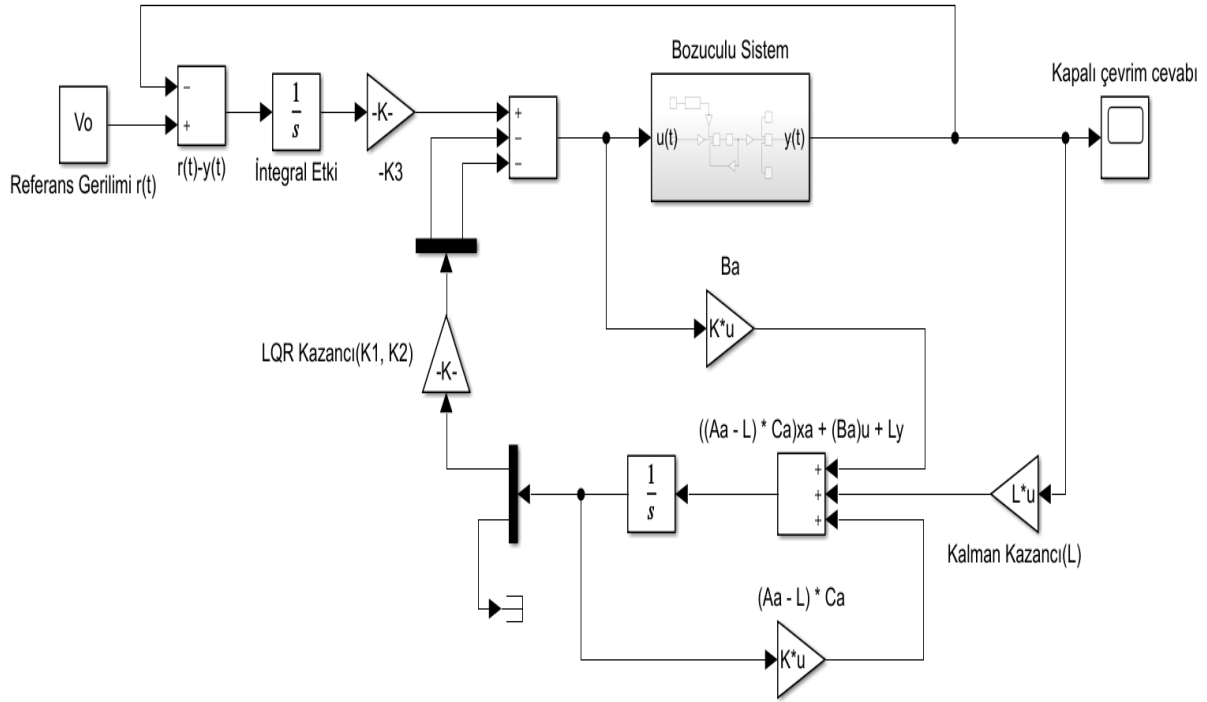 Bozuculu Sistem
Kapalı çevrim cevabı
Vo
−
+
1
s
-K-
+
−
−
u(t)
y(t)
Referans Gerilimi r(t)
r(t)-y(t)
İntegral Etki
-K3
Ba
K*u
LQR Kazancı(K1, K2)
-K-
((Aa - L) * Ca)xa + (Ba)u + Ly
1
s
+
+
+
L*u
Kalman Kazancı(L)
(Aa - L) * Ca
K*u